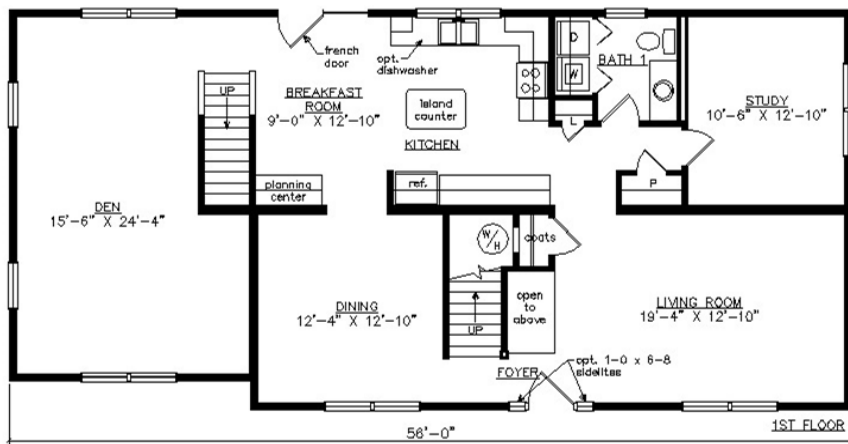 french
door
opt.
dishwasher
D
W
BATH 1
UP
BREAKFAST
ROOM
9'-0" X 12'-10"
Island
counter
KITCHEN
L
STUDY
10'-6" X 12'-10"
planning
center
ref.
P
DEN
15'-6" X 24'-4"
W/H
coats
DINING
12'-4" X 12'-10"
UP
open
to
above
LIVING ROOM
19'-4" X 12'-10"
FOYER
opt. 1-0 x 6-8
sidelites
56'-0"
1ST FLOOR